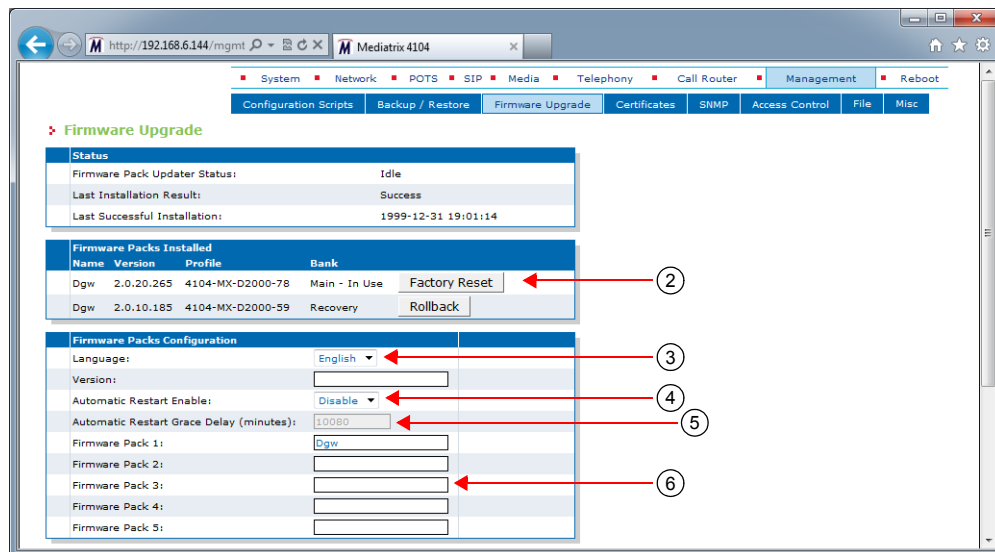 http://192.168.6.144/mgmt
Mediatrix 4104
System Network POTS SIP Media Telephony Call Router Management Reboot
Configuration Scripts Backup / Restore Firmware Upgrade Certificates SNMP Access Control File Misc
Firmware Upgrade
Status
Firmware Pack Updater Status: Idle
Last Installation Result: Success
Last Successful Installation: 1999-12-31 19:01:14
Firmware Packs Installed
Name Version Profile Bank
Dgw 2.0.20.265 4104-MX-D2000-78 Main - In Use Factory Reset 2
Dgw 2.0.10.185 4104-MX-D2000-59 Recovery Rollback
Firmware Packs Configuration
Language: English 3
Version:
Automatic Restart Enable: Disable 4
Automatic Restart Grace Delay (minutes): 10080 5
Firmware Pack 1: Dgw
Firmware Pack 2:
Firmware Pack 3: 6
Firmware Pack 4:
Firmware Pack 5: